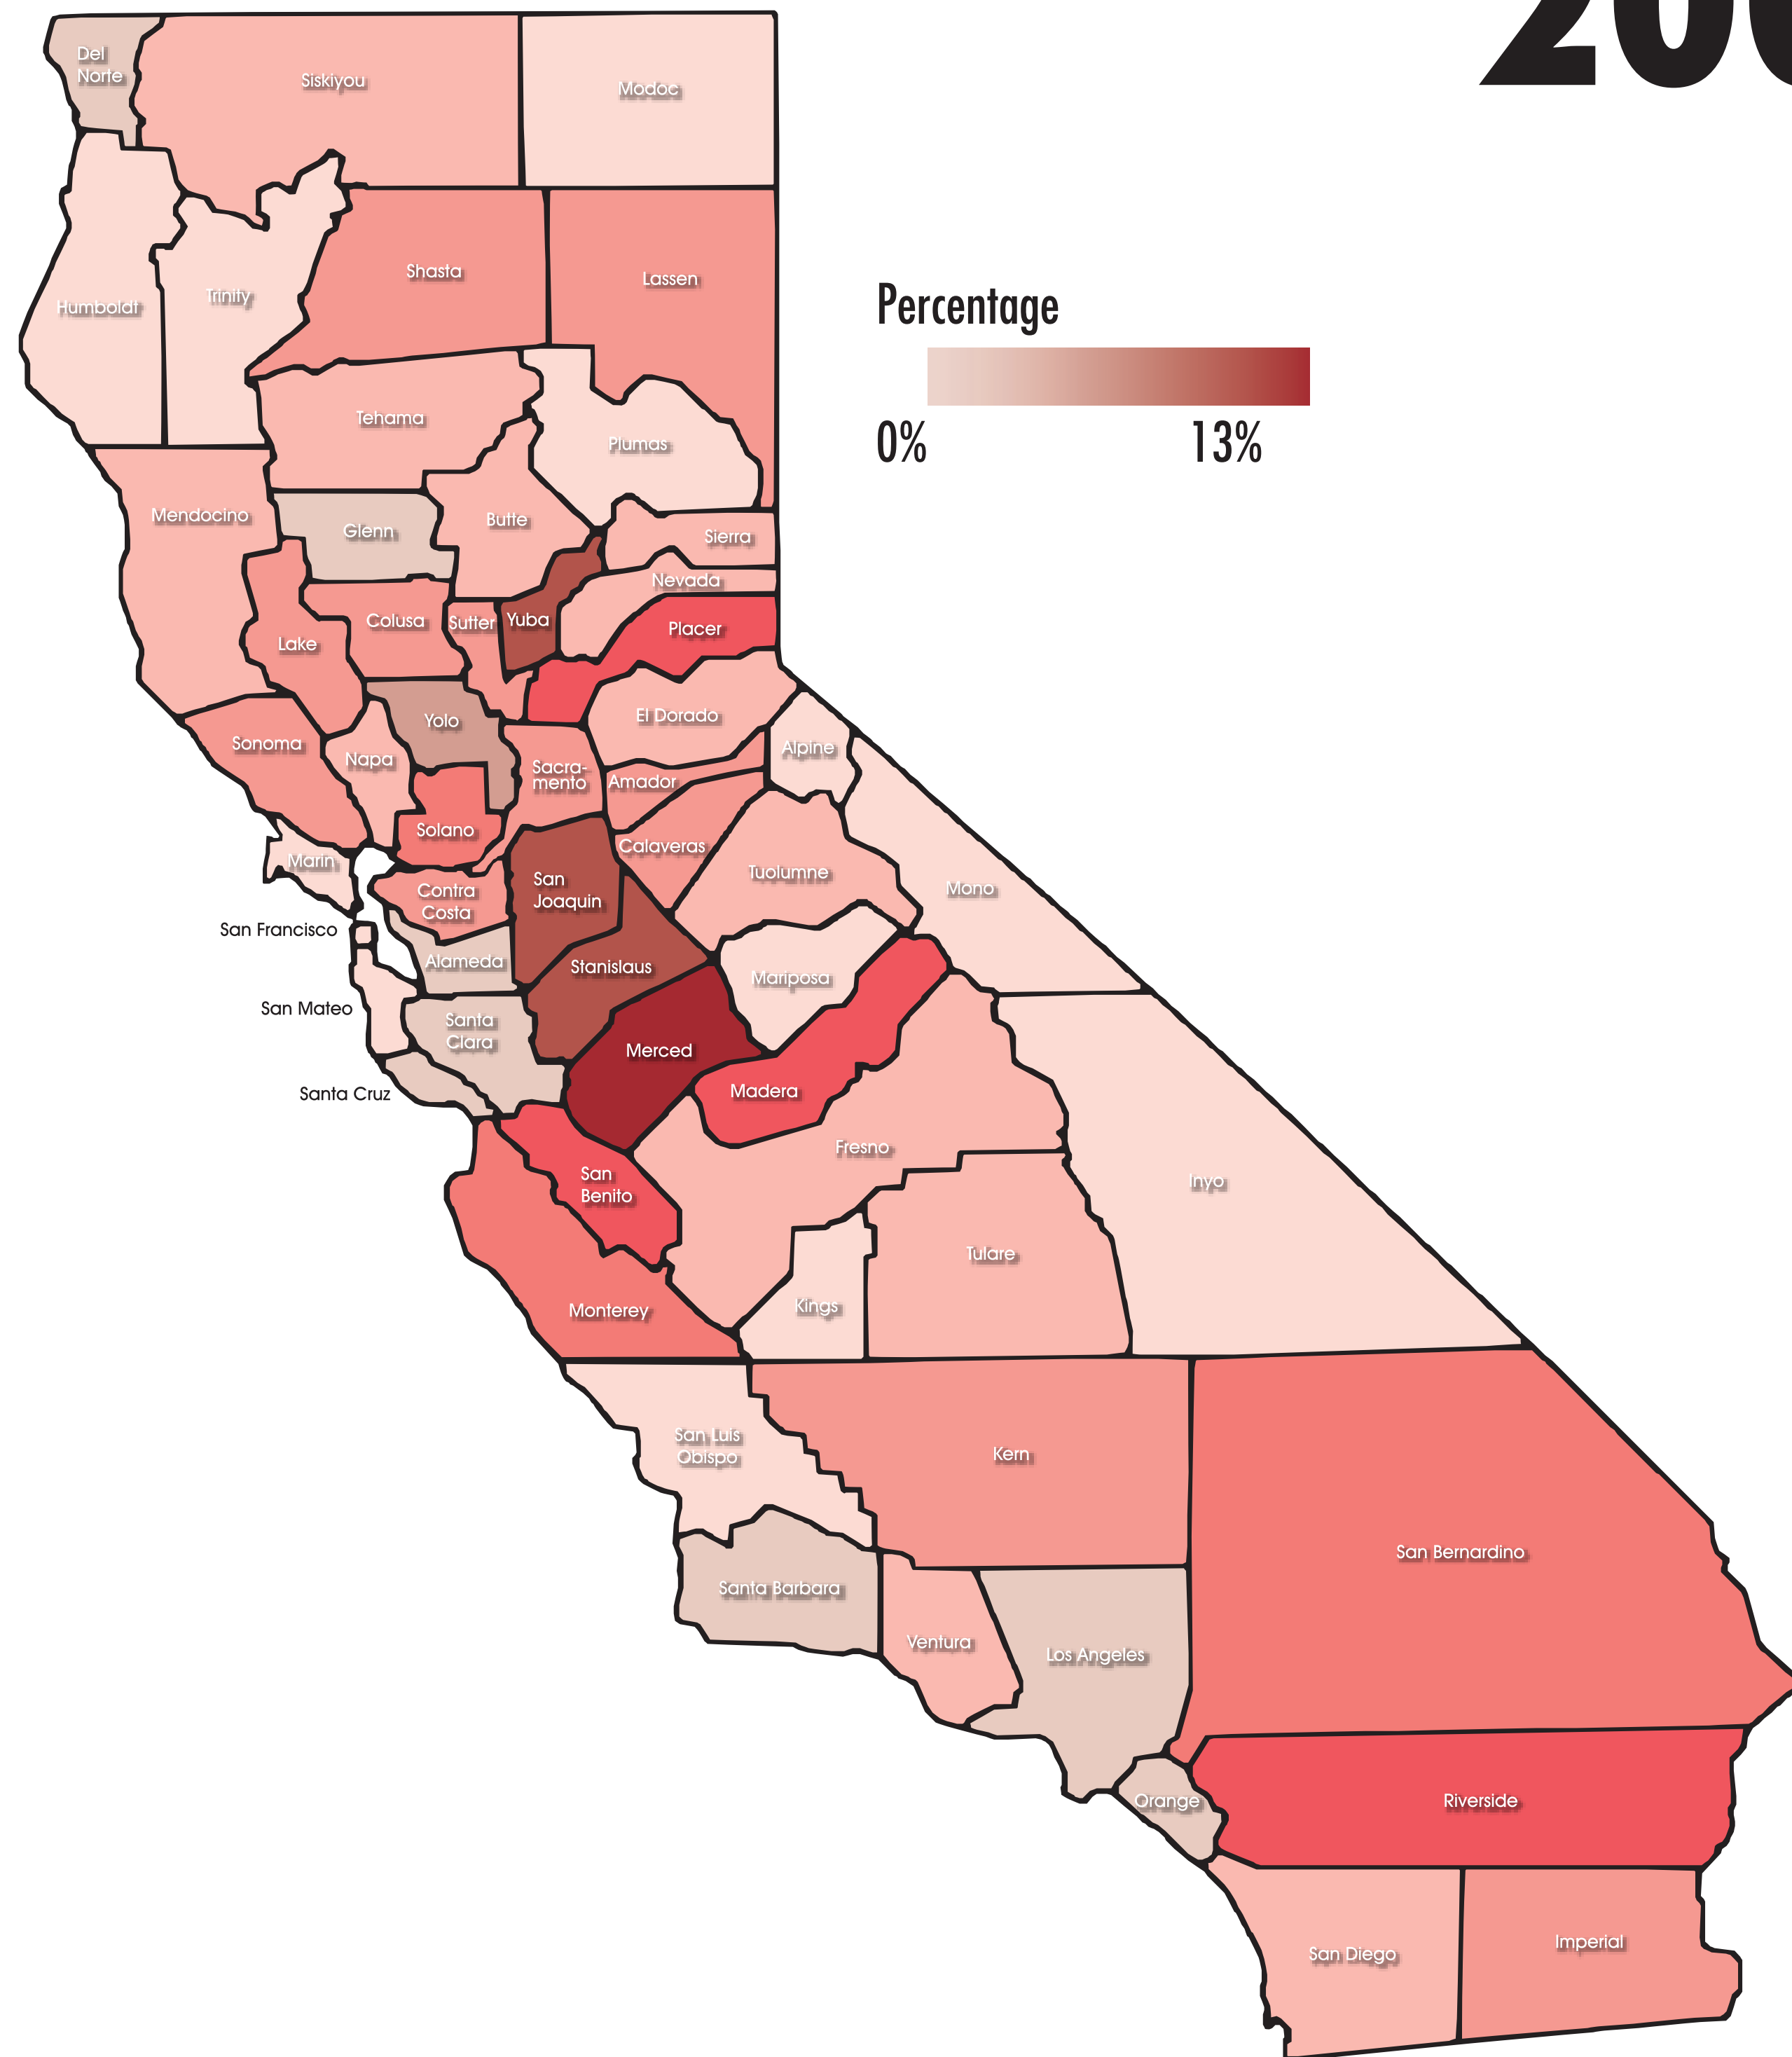 200
Del
Norte
Siskiyou
Modoc
Humboldt
Trinity
Shasta
Lassen
Percentage
0%
13%
Tehama
Plumas
Mendocino
Glenn
Butte
Sierra
Nevada
Lake
Colusa
Sutter
Yuba
Placer
Yolo
El Dorado
Sonoma
Napa
Sacra-
mento
Amador
Alpine
Solano
Calaveras
Marin
Contra
Costa
San
Joaquin
Tuolumne
Mono
San Francisco
Alameda
Stanislaus
Mariposa
San Mateo
Santa
Clara
Merced
Santa Cruz
Madera
Fresno
San
Benito
Inyo
Tulare
Monterey
Kings
San Luis
Obispo
Kern
San Bernardino
Santa Barbara
Ventura
Los Angeles
Orange
Riverside
San Diego
Imperial